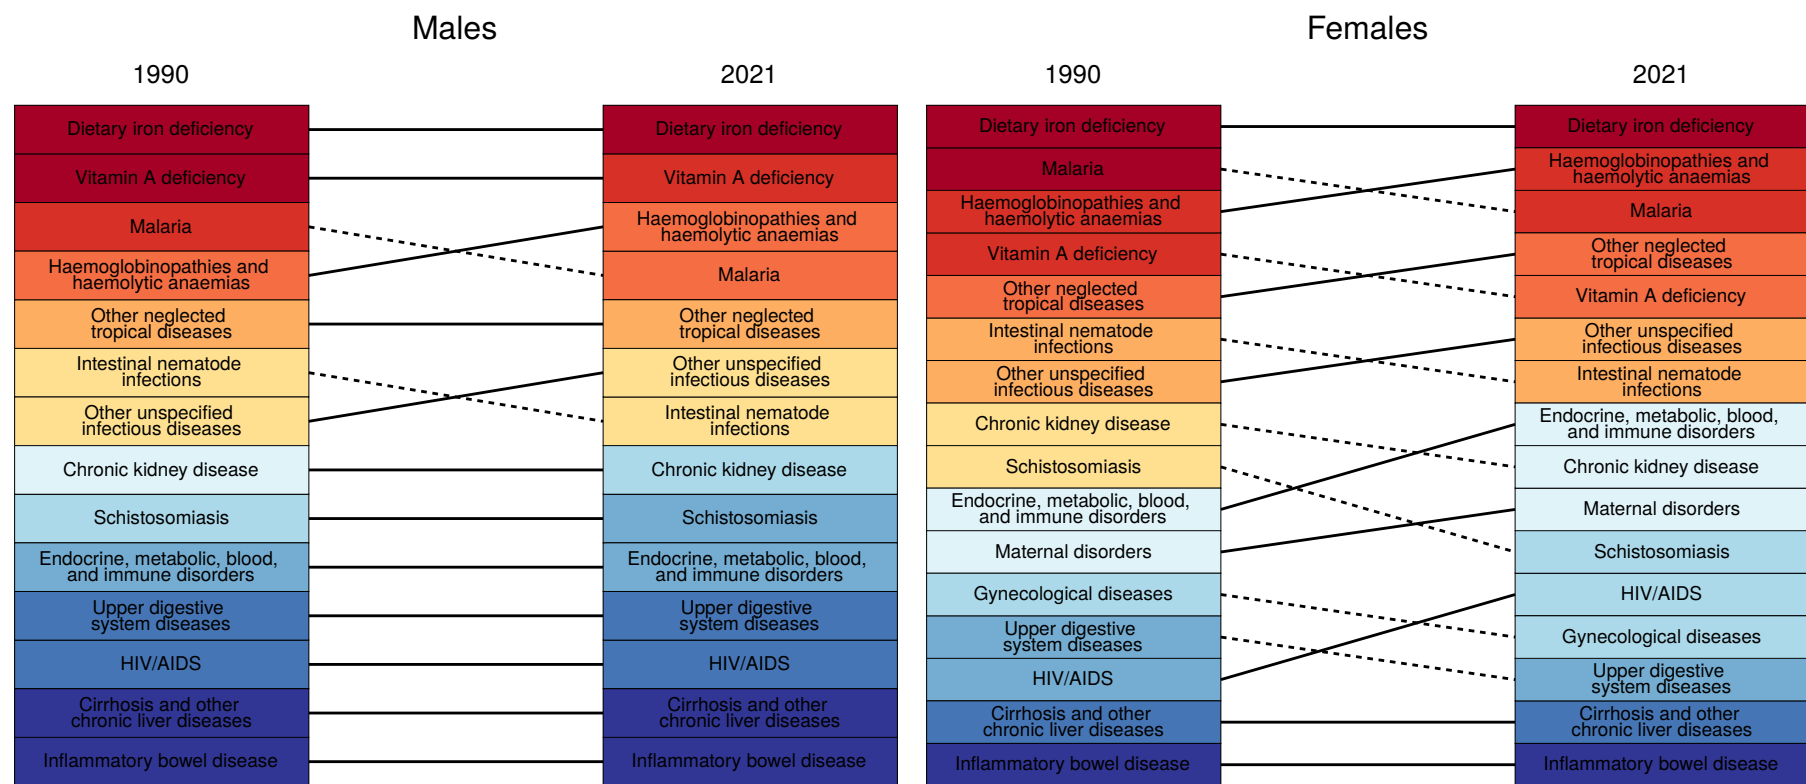 Males
1990
2021
Dietary iron deficiency
Vitamin A deficiency
Malaria
Haemoglobinopathies and
haemolytic anaemias
Other neglected
tropical diseases
Intestinal nematode
infections
Other unspecified
infectious diseases
Chronic kidney disease
Schistosomiasis
Endocrine, metabolic, blood,
and immune disorders
Upper digestive
system diseases
HIV/AIDS
Cirrhosis and other
chronic liver diseases
Inflammatory bowel disease
Dietary iron deficiency
Vitamin A deficiency
Haemoglobinopathies and
haemolytic anaemias
Malaria
Other neglected
tropical diseases
Other unspecified
infectious diseases
Intestinal nematode
infections
Chronic kidney disease
Schistosomiasis
Endocrine, metabolic, blood,
and immune disorders
Upper digestive
system diseases
HIV/AIDS
Cirrhosis and other
chronic liver diseases
Inflammatory bowel disease
Females
1990
2021
Dietary iron deficiency
Malaria
Haemoglobinopathies and
haemolytic anaemias
Vitamin A deficiency
Other neglected
tropical diseases
Intestinal nematode
infections
Other unspecified
infectious diseases
Chronic kidney disease
Schistosomiasis
Endocrine, metabolic, blood,
and immune disorders
Maternal disorders
Gynecological diseases
Upper digestive
system diseases
HIV/AIDS
Cirrhosis and other
chronic liver diseases
Inflammatory bowel disease
Dietary iron deficiency
Haemoglobinopathies and
haemolytic anaemias
Malaria
Other neglected
tropical diseases
Vitamin A deficiency
Other unspecified
infectious diseases
Intestinal nematode
infections
Endocrine, metabolic, blood,
and immune disorders
Chronic kidney disease
Maternal disorders
Schistosomiasis
HIV/AIDS
Gynecological diseases
Upper digestive
system diseases
Cirrhosis and other
chronic liver diseases
Inflammatory bowel disease